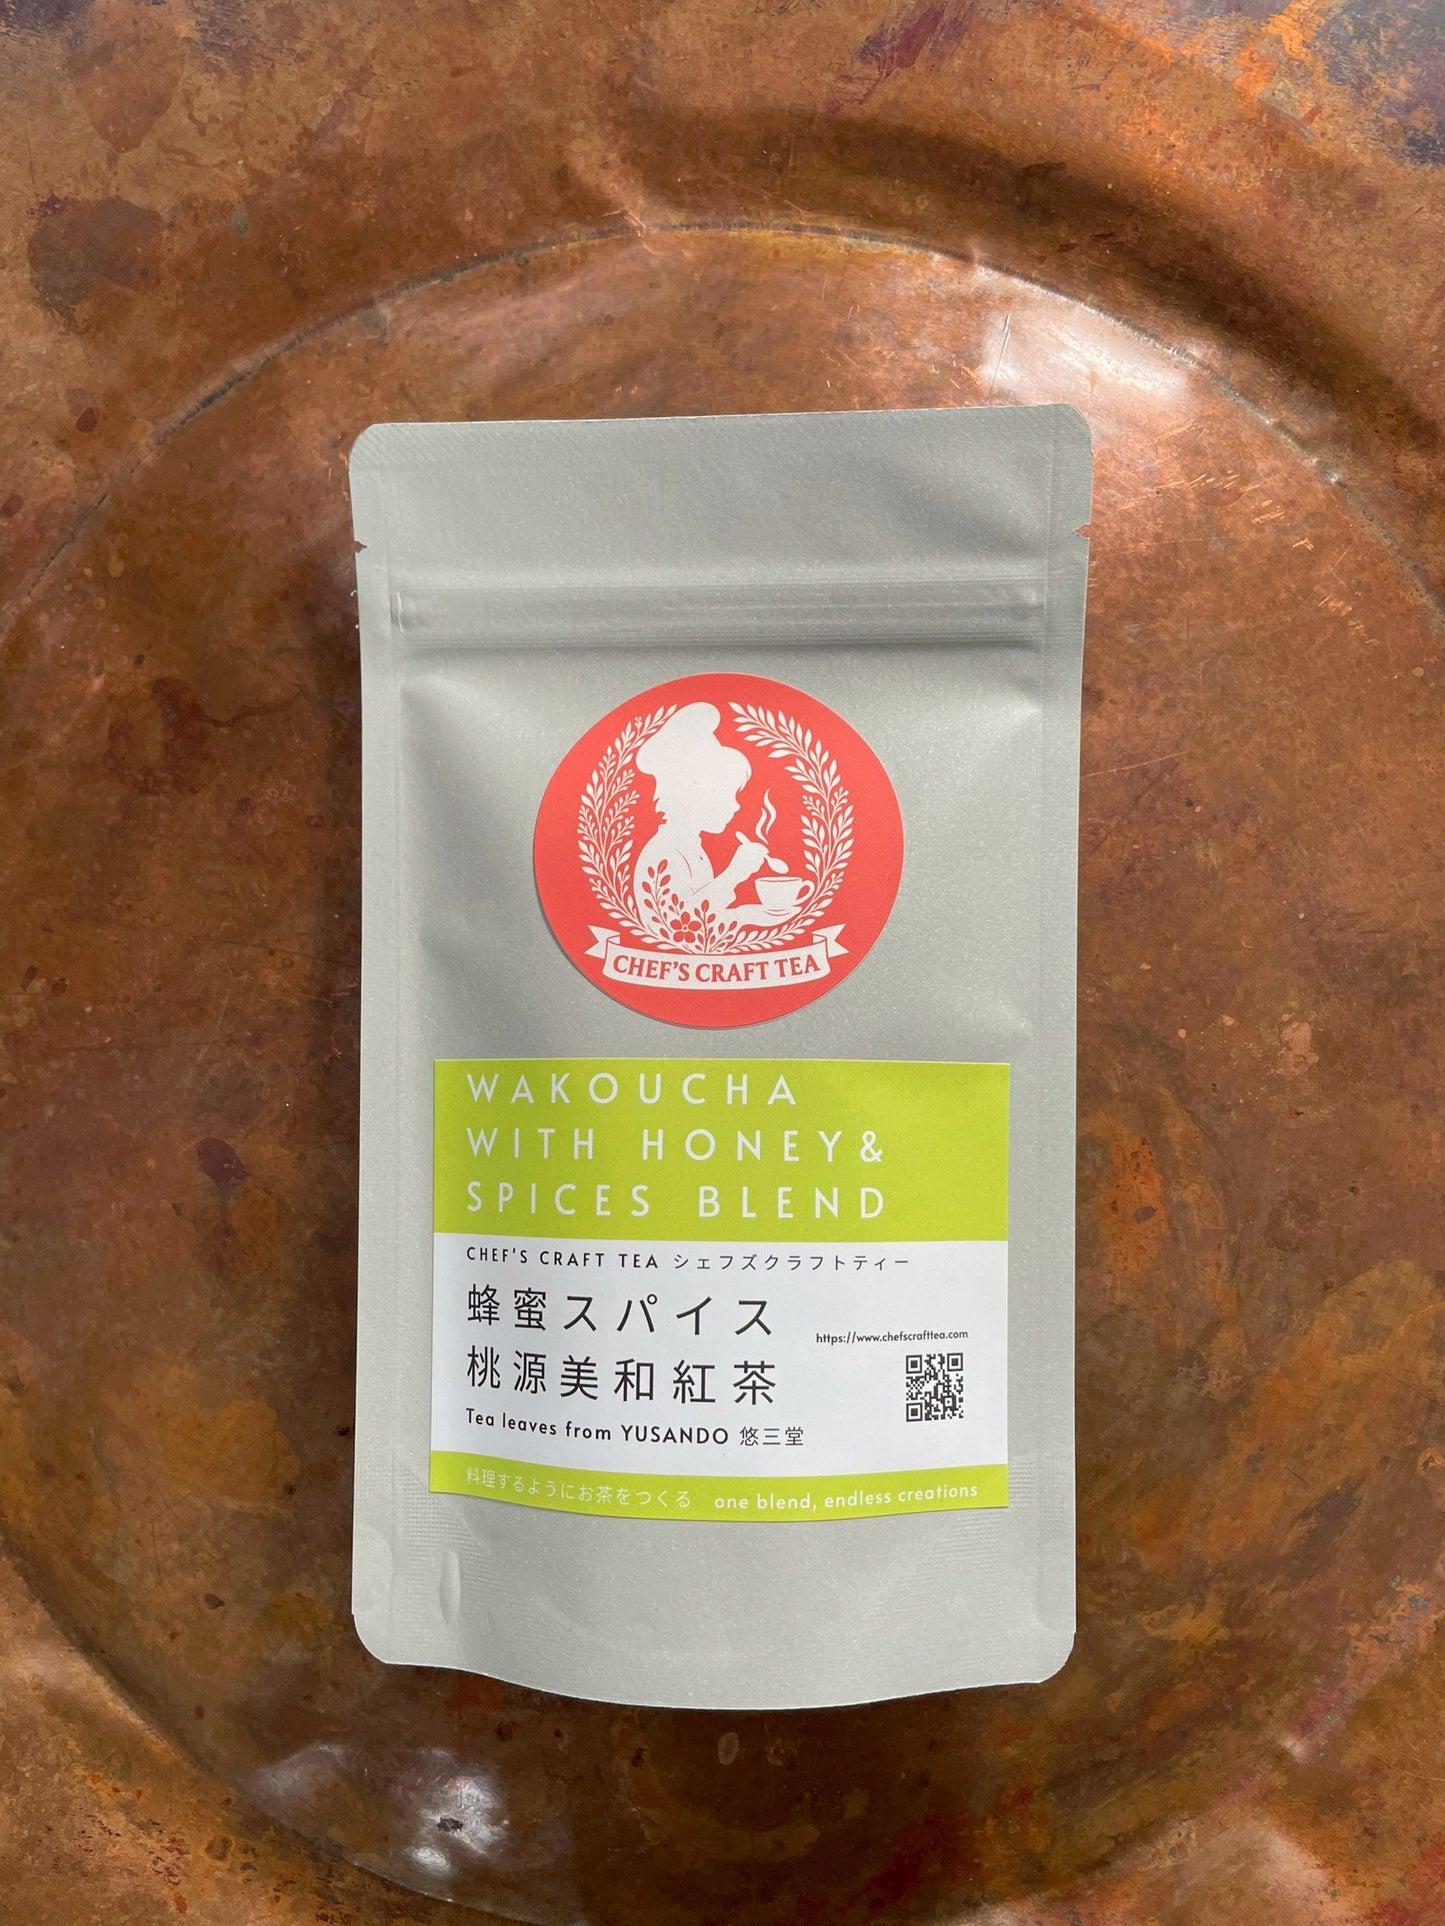 CHEF'S CRAFT TEA
WAKOUCHA
WITH HONEY&
SPICES BLEND
CHEF'S CRAFT TEA シェフズクラフトティー
蜂蜜スパイス
桃源美和紅茶
https://www.chefscrafttea.com
Tea leaves from YUSANDO 悠三堂
料理するようにお茶をつくる one blend, endless creations